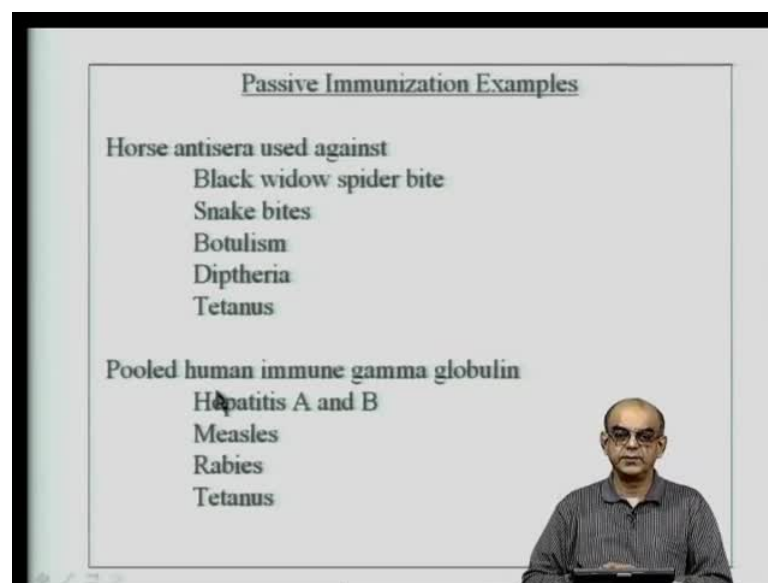 Passive Immunization Examples
Horse antisera used against
Black widow spider bite
Snake bites
Botulism
Diptheria
Tetanus
Pooled human immune gamma globulin
Hepatitis A and B
Measles
Rabies
Tetanus